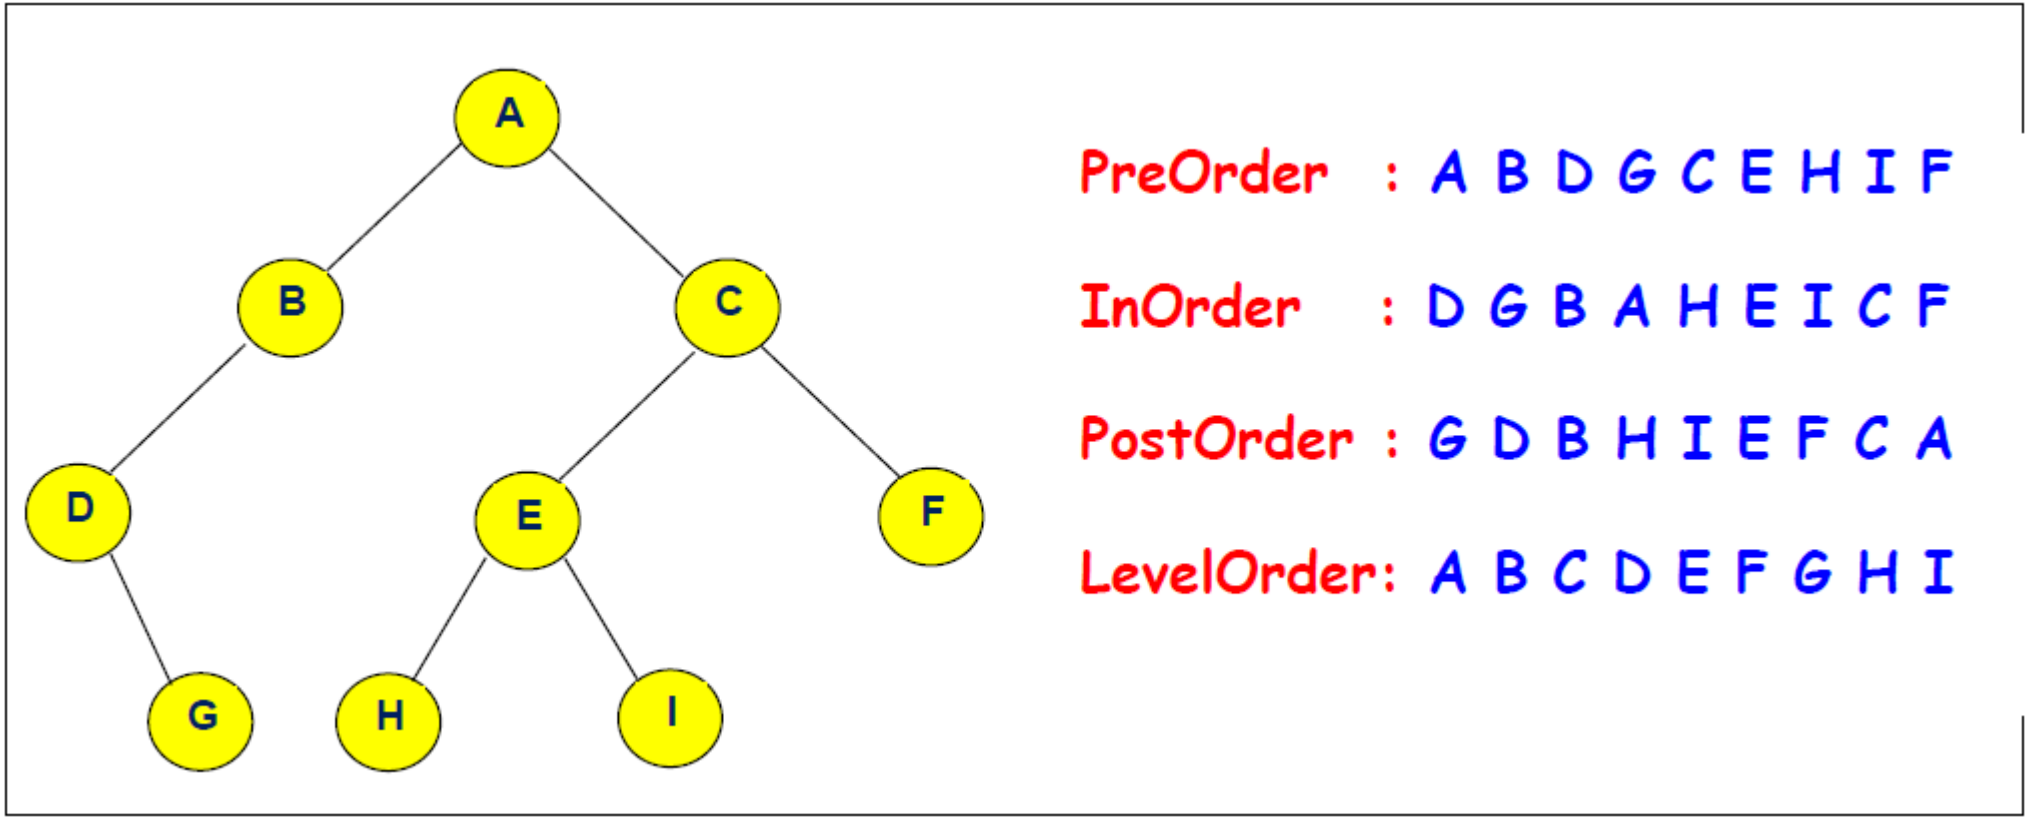 A
B C
D E F
G H I
PreOrder : A B D G C E H I F
InOrder : D G B A H E I C F
PostOrder : G D B H I E F C A
LevelOrder: A B C D E F G H I